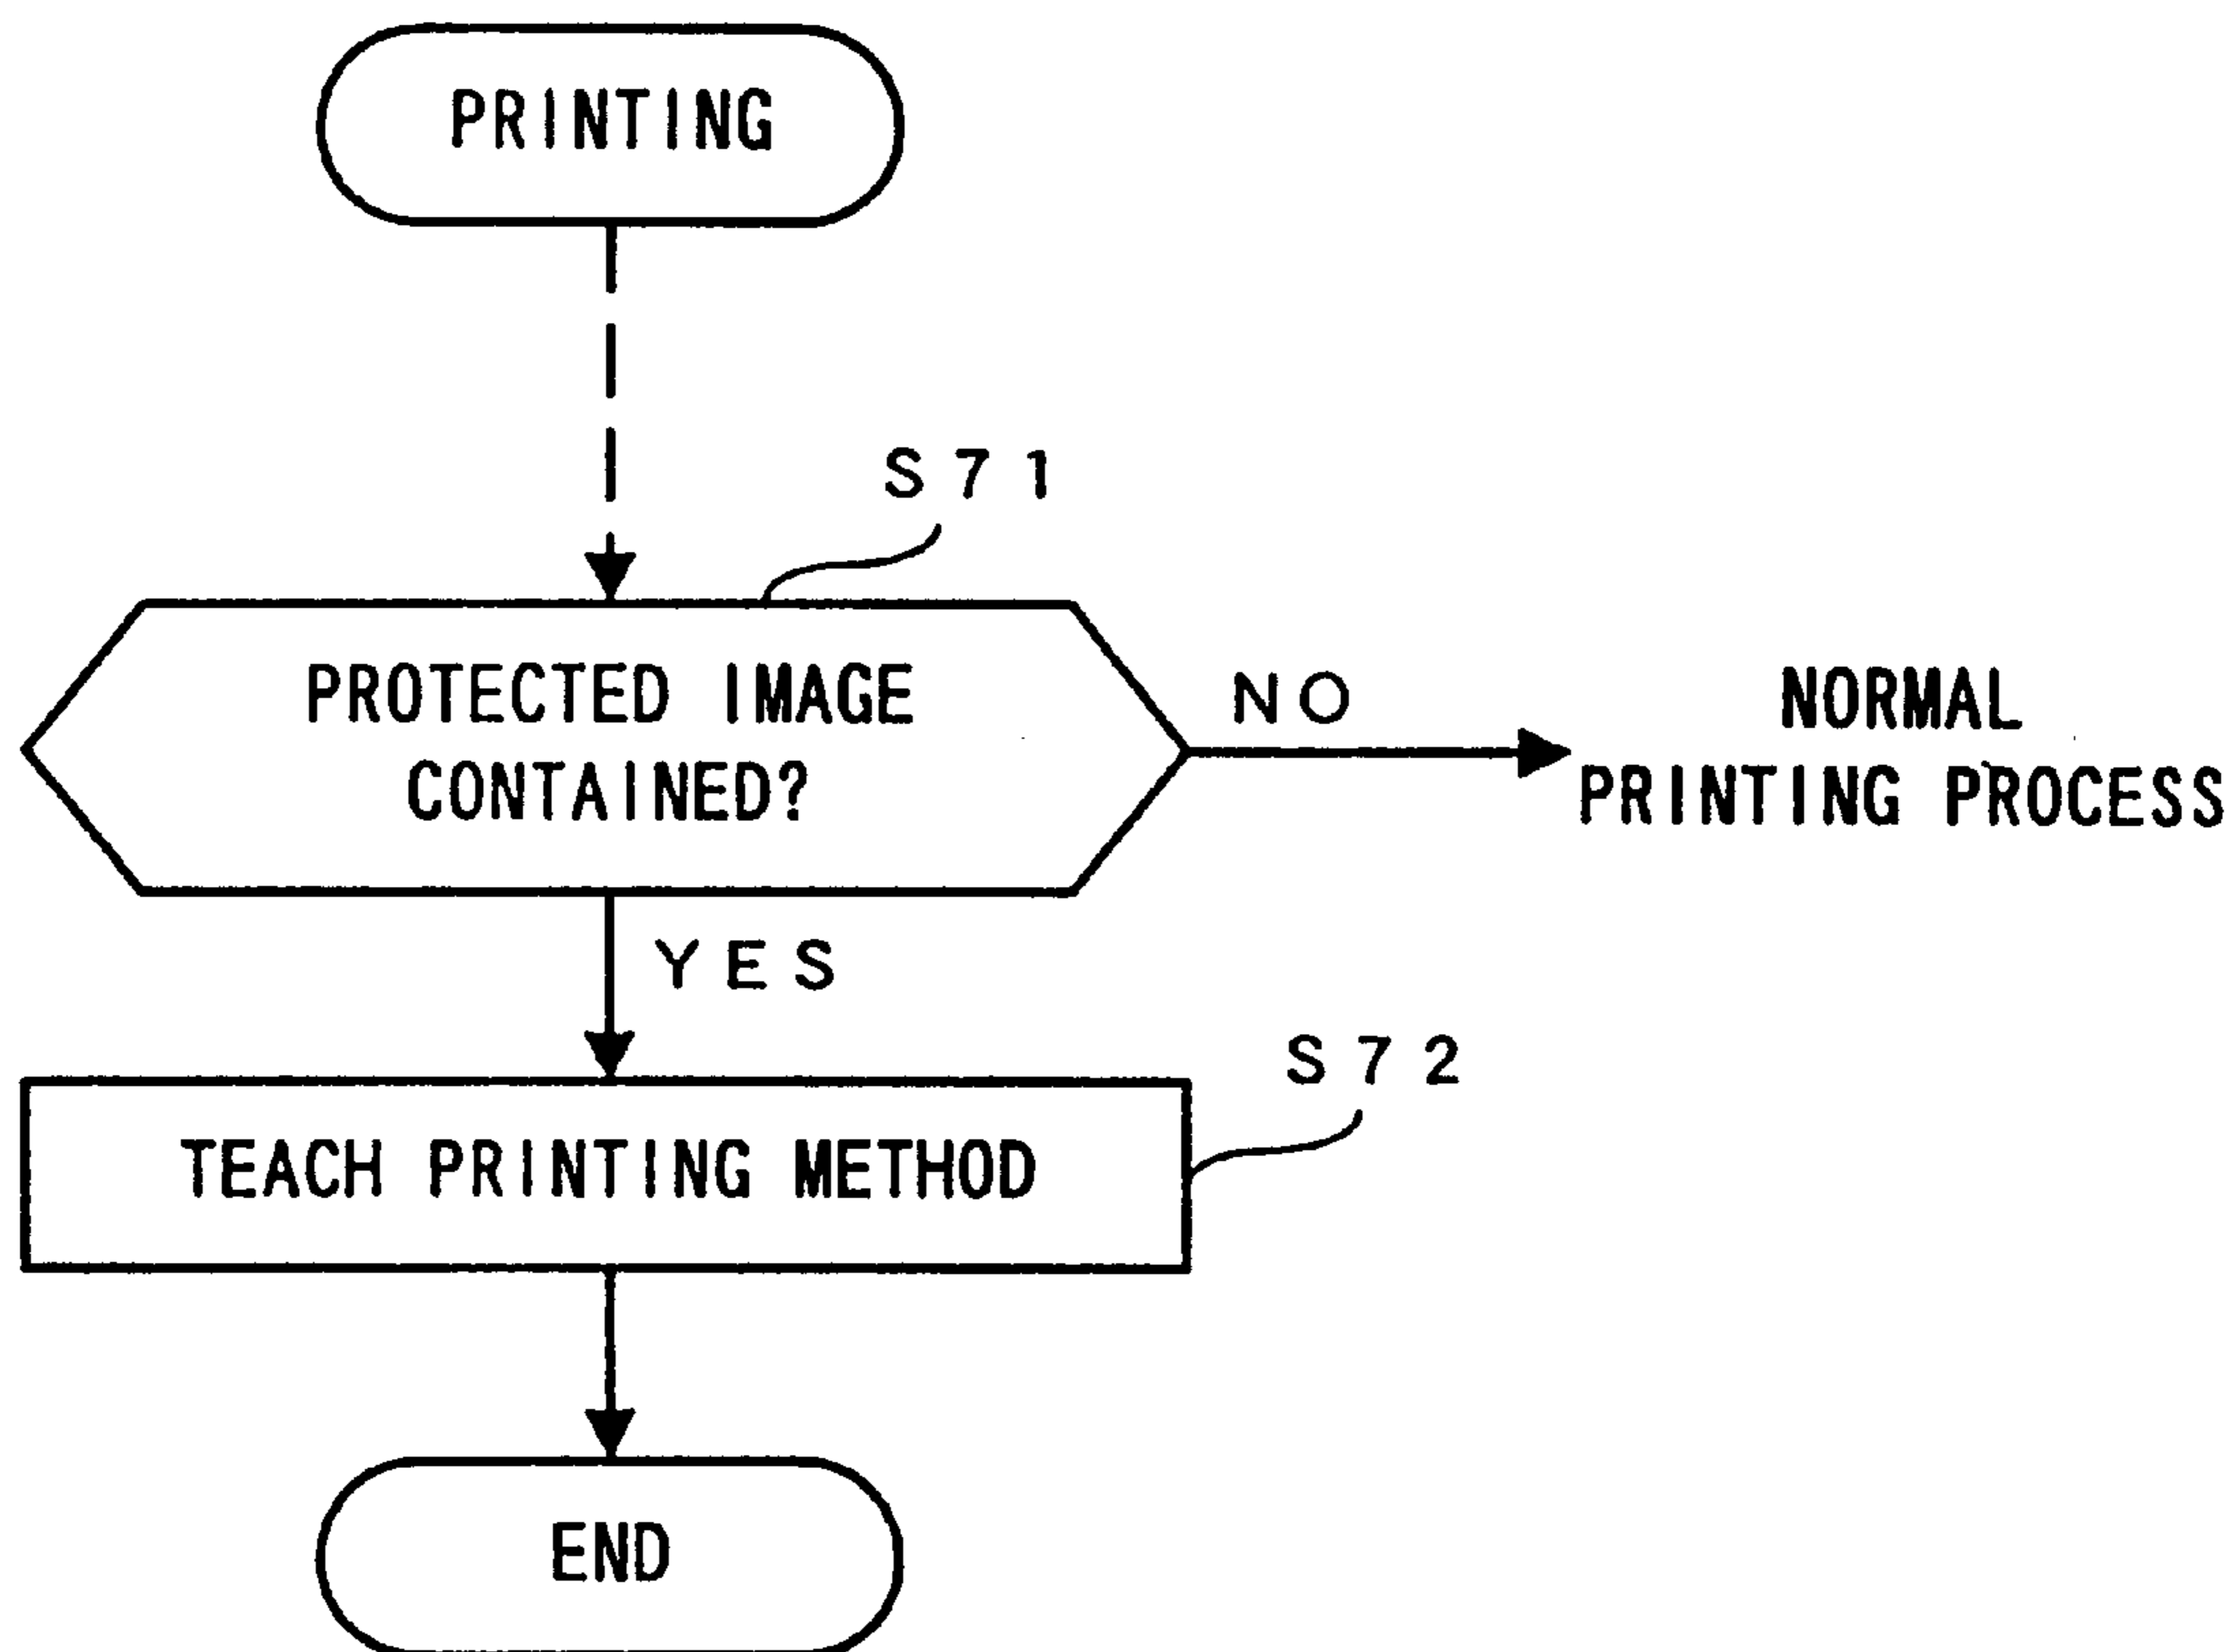 PRINTING
S71
PROTECTED IMAGE
CONTAINED?
NO
NORMAL
PRINTING PROCESS
YES
S72
TEACH PRINTING METHOD
END